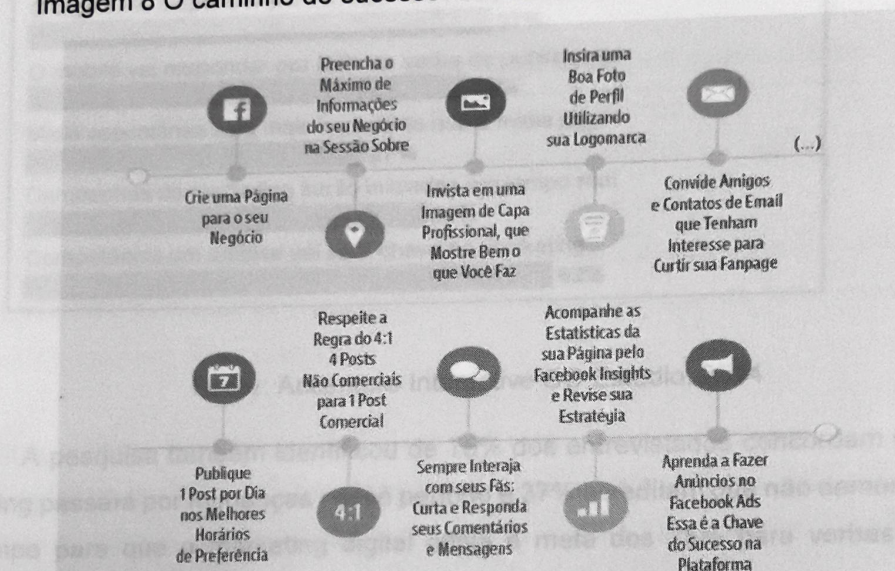 Imagem 8 O caminho do sucesso
Crie uma Página
para o seu
Negócio
Preencha o
Máximo de
Informações
do seu Negócio
na Sessão Sobre
Invista em uma
Imagem de Capa
Profissional, que
Mostre Bem o
que Você Faz
Insira uma
Boa Foto
de Perfil
Utilizando
sua Logomarca
Convide Amigos
e Contatos de Email
que Tenham
Interesse para
Curtir sua Fanpage
(...)
7
Publique
1 Post por Dia
nos Melhores
Horários
de Preferência
Respeite a
Regra do 4:1
4 Posts
Não Comerciais
para 1 Post
Comercial
4:1
Sempre Interaja
com seus Fãs:
Curta e Responda
seus Comentários
e Mensagens
Acompanhe as
Estatisticas da
sua Página pelo
Facebook Insights
e Revise sua
Estratégia
Aprenda a Fazer
Anúncios no
Facebook Ads
Essa é a Chave
do Sucesso na
Plataforma